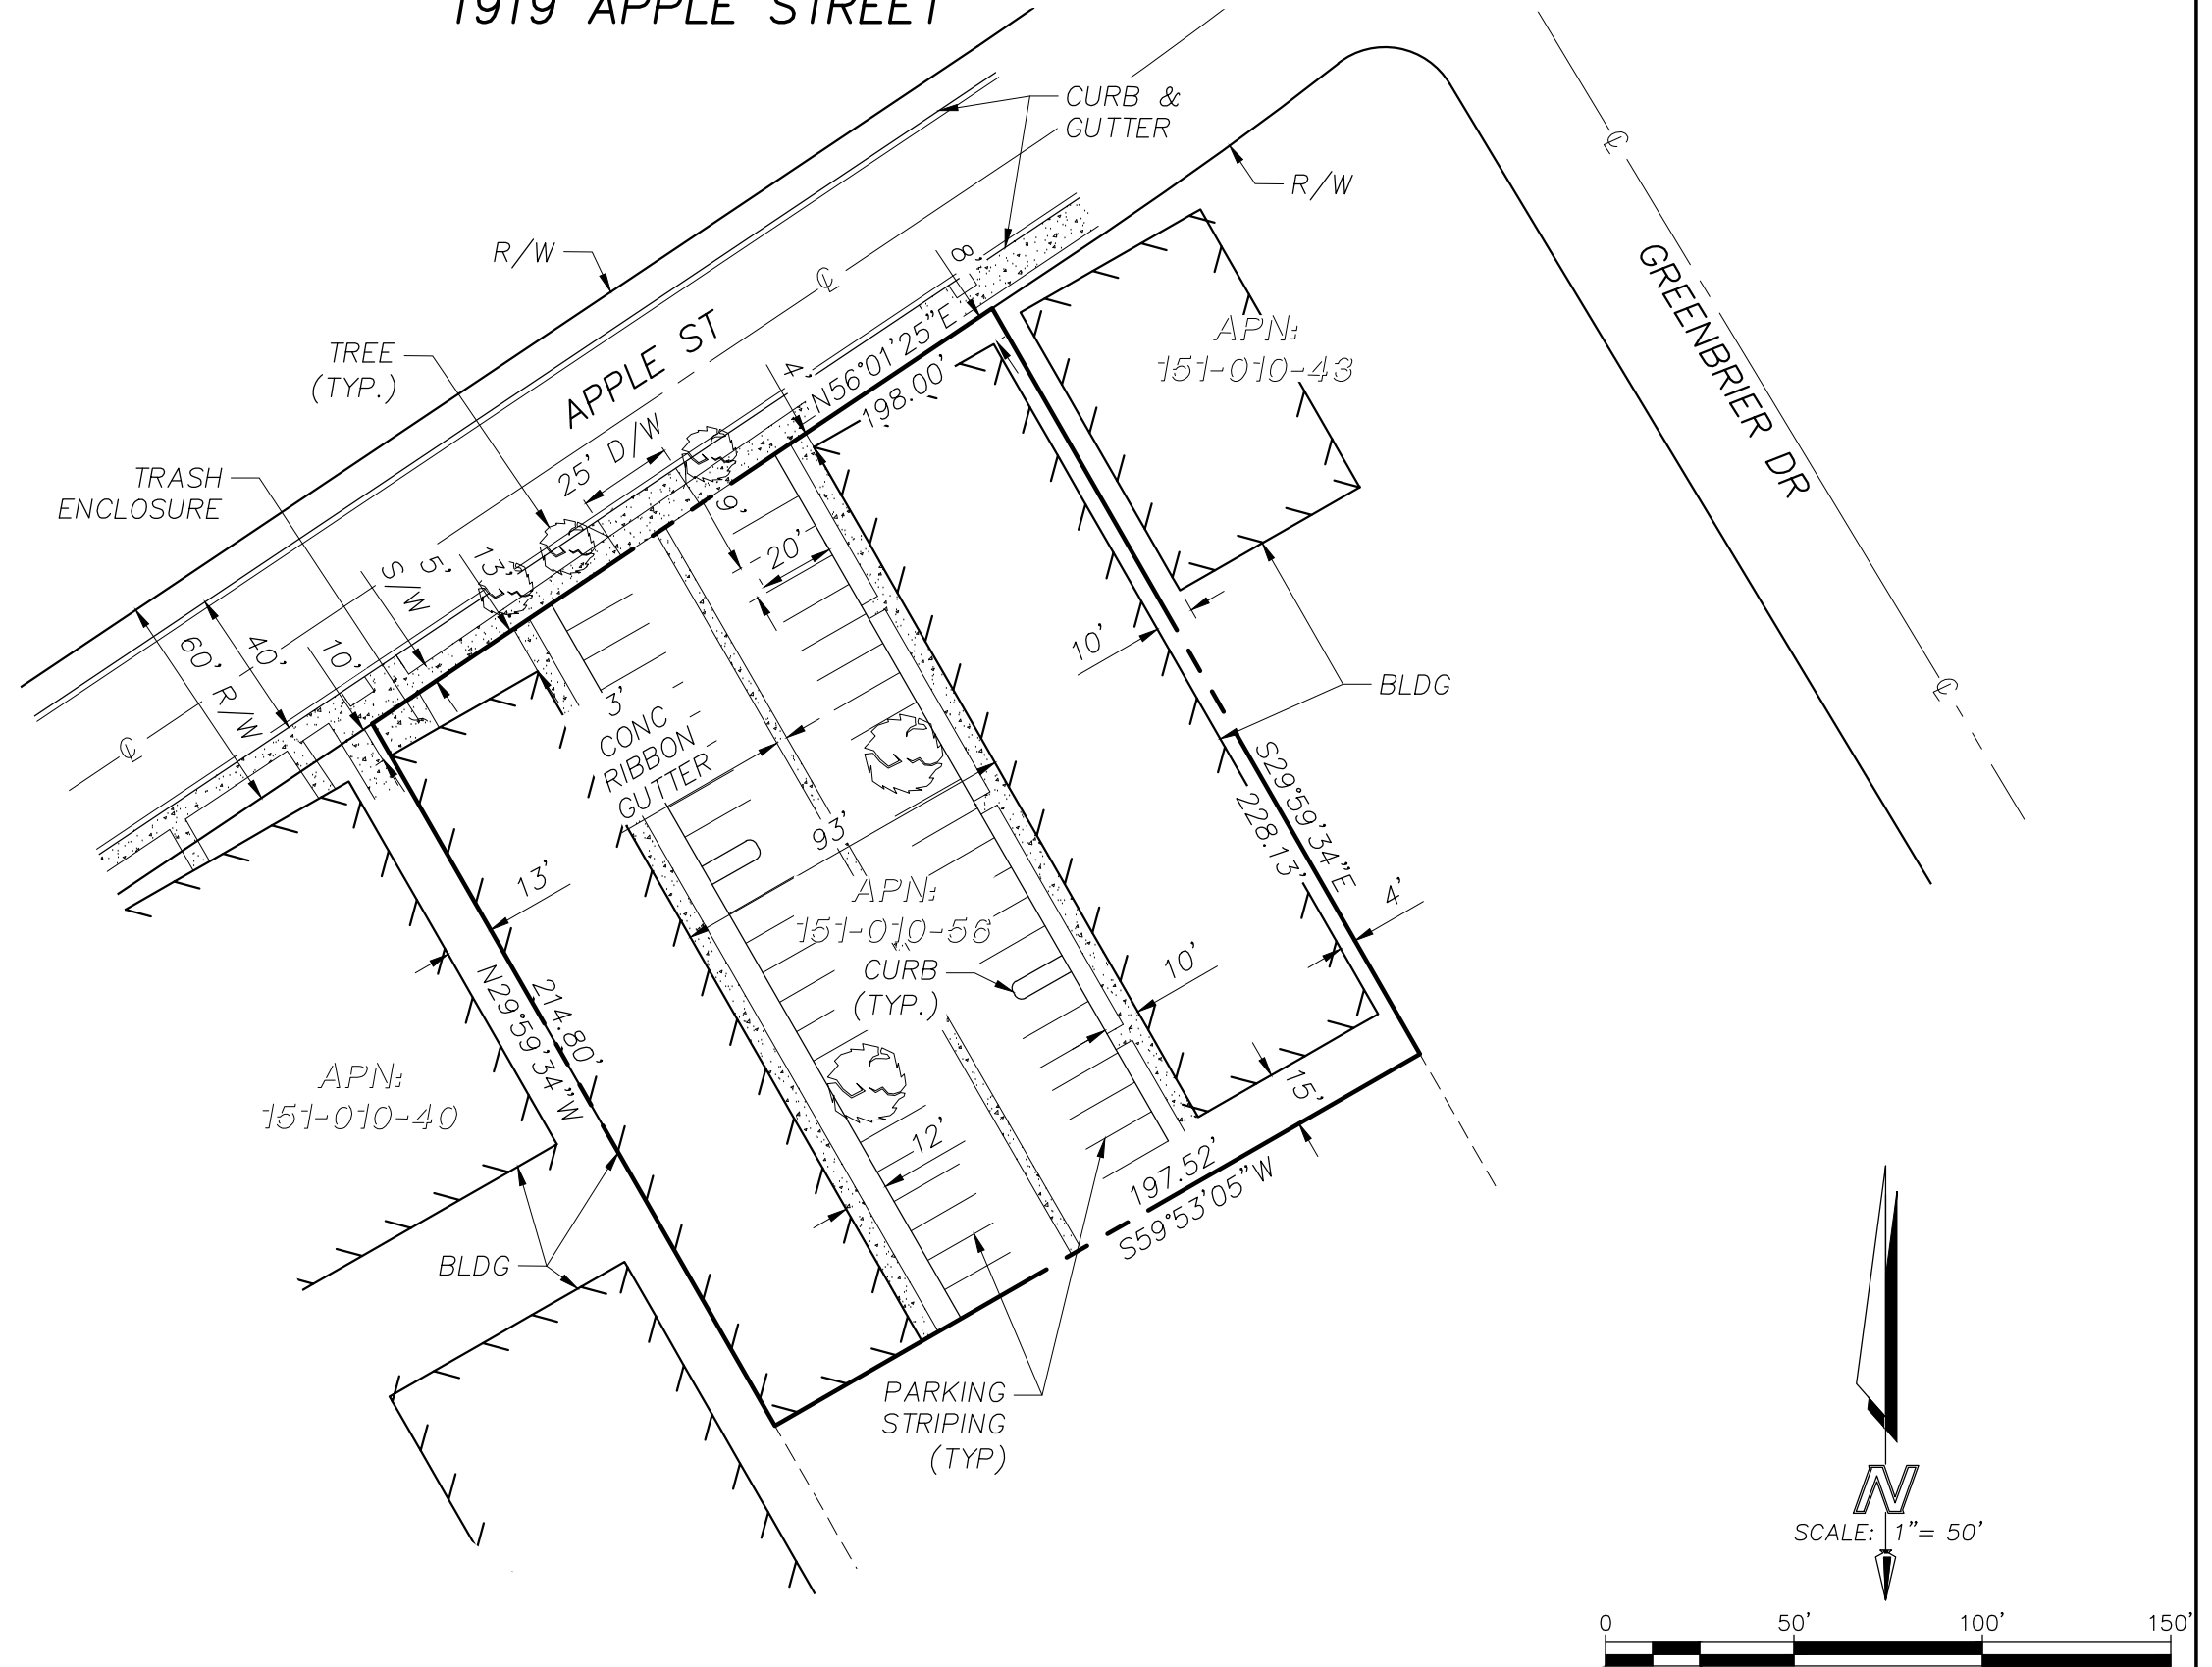 1919 APPLE STREET
CURB &
GUTTER
R/W
R/W
℄
GREENBRIER DR
APN:
151-010-43
8'
℄
APPLE ST
TREE
(TYP.)
N56°01'25"E
198.00'
4'
25' D/W
9'
20'
TRASH
ENCLOSURE
13'
5'
S/W
10'
40'
60' R/W
℄
3'
CONC
RIBBON
GUTTER
93'
10'
BLDG
℄
S29°59'34"E
228.13'
4'
13'
APN:
151-010-56
CURB
(TYP.)
10'
N29°59'34"W
214.80'
APN:
151-010-40
15'
12'
197.52'
S59°53'05"W
BLDG
PARKING
STRIPING
(TYP)
N
SCALE: 1"= 50'
0 50' 100' 150'